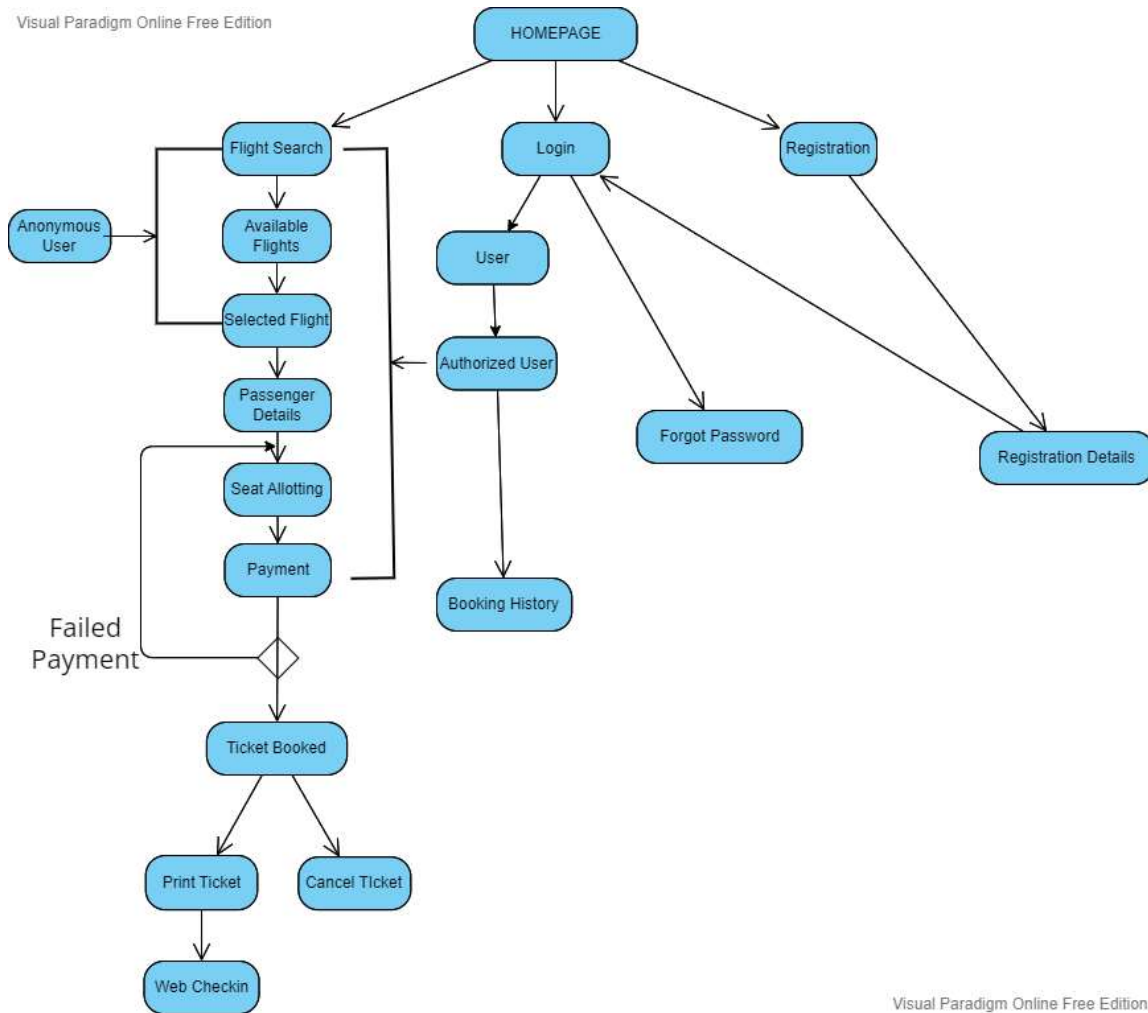 Visual Paradigm Online Free Edition
HOMEPAGE
Flight Search
Login
Registration
Anonymous
User
Available
Flights
User
Selected Flight
Authorized User
Passenger
Details
Forgot Password
Registration Details
Seat Allotting
Payment
Booking History
Failed
Payment
Ticket Booked
Print Ticket
Cancel TIcket
Web Checkin
Visual Paradigm Online Free Edition